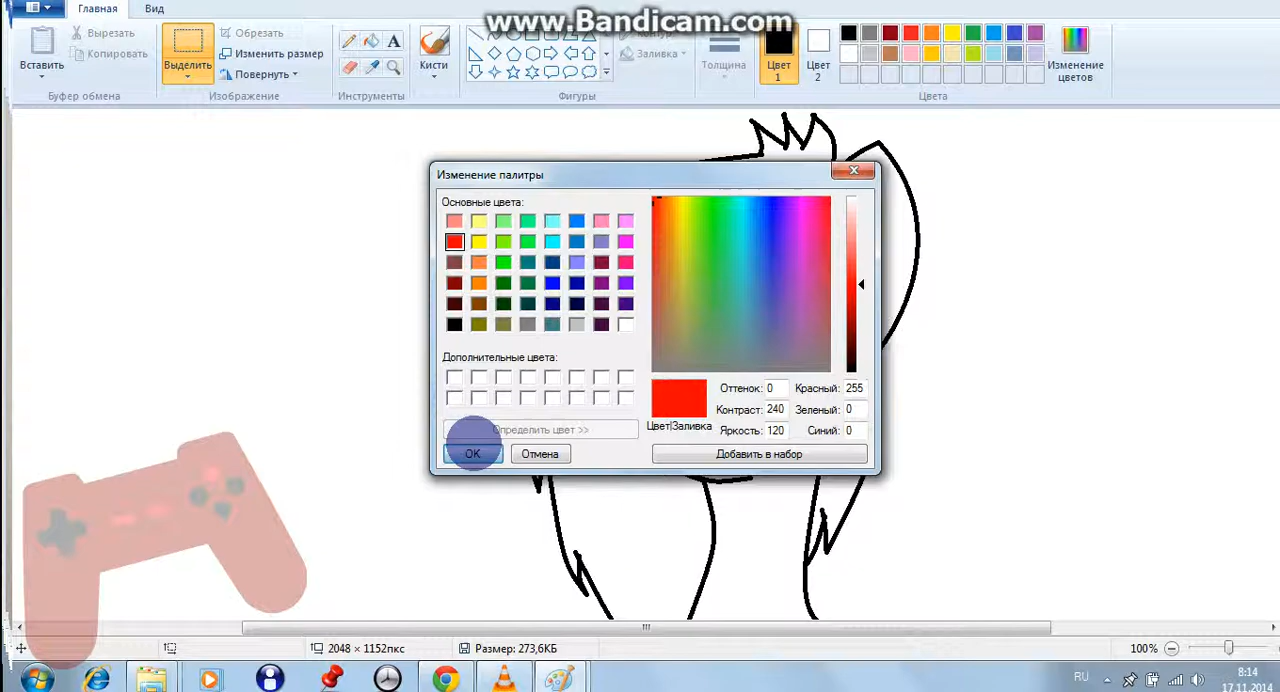 www.Bandicam.com
Главная
Вид
Вставить
Вырезать
Копировать
Буфер обмена
Выделить
Обрезать
Изменить размер
Повернуть
Изображение
A
Инструменты
Кисти
Контур
Заливка
Фигуры
Толщина
Цвет
1
Цвет
2
Изменение
цветов
Цвета
Изменение палитры
Основные цвета:
Дополнительные цвета:
Определить цвет >>
ОК
Отмена
Цвет|Заливка
Оттенок: 0
Контраст: 240
Яркость: 120
Красный: 255
Зеленый: 0
Синий: 0
Добавить в набор
2048 × 1152пкс
Размер: 273,6КБ
100%
RU
8:14
17.11.2014